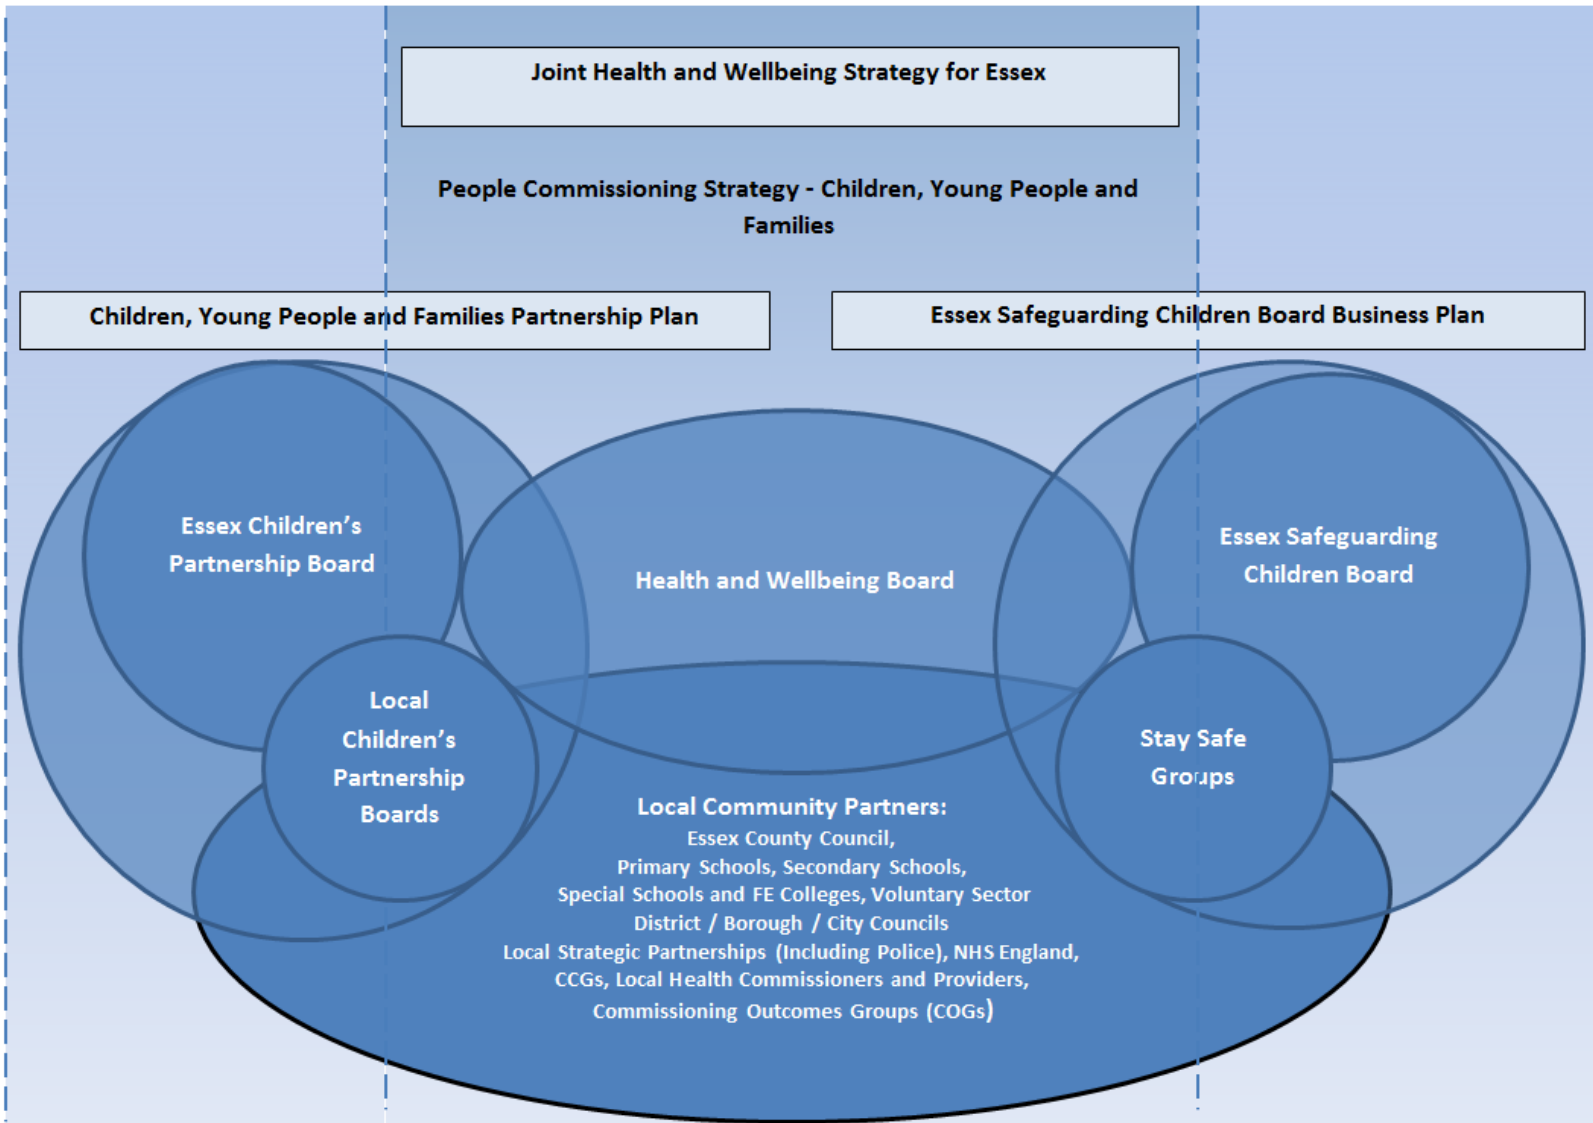 Joint Health and Wellbeing Strategy for Essex
People Commissioning Strategy - Children, Young People and
Families
Children, Young People and Families Partnership Plan
Essex Safeguarding Children Board Business Plan
Essex Children’s
Partnership Board
Health and Wellbeing Board
Essex Safeguarding
Children Board
Local
Children’s
Partnership
Boards
Stay Safe
Groups
Local Community Partners:
Essex County Council,
Primary Schools, Secondary Schools,
Special Schools and FE Colleges, Voluntary Sector
District / Borough / City Councils
Local Strategic Partnerships (Including Police), NHS England,
CCGs, Local Health Commissioners and Providers,
Commissioning Outcomes Groups (COGs)